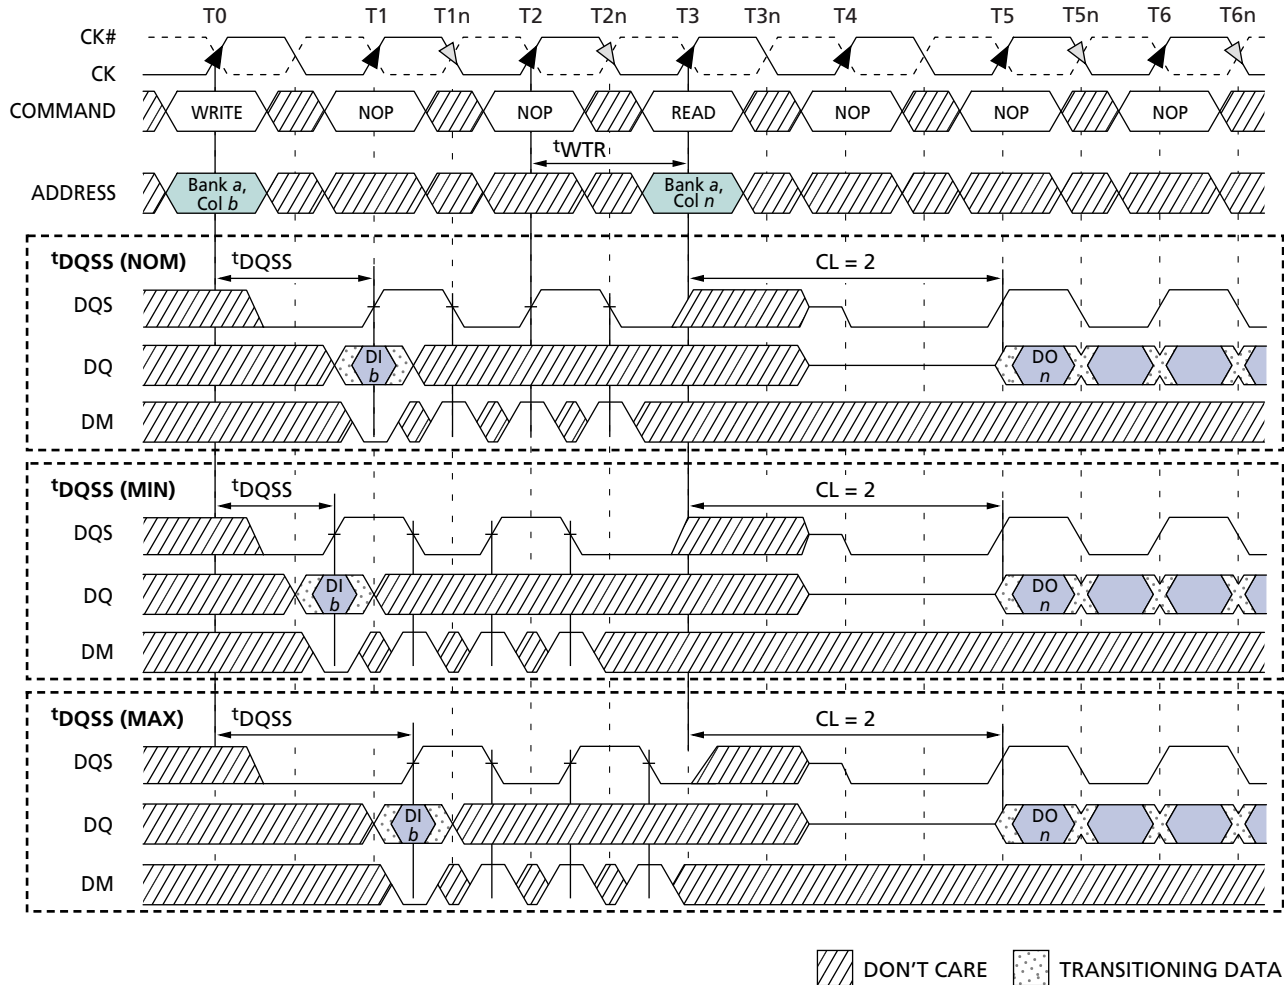 T0 T1 T1n T2 T2n T3 T3n T4 T5 T5n T6 T6n
CK#
CK
COMMAND WRITE NOP NOP READ NOP NOP NOP
tWTR
ADDRESS Bank a, Col b Bank a, Col n
tDQSS (NOM) tDQSS CL = 2
DQS
DQ DI b DO n
DM
tDQSS (MIN) tDQSS CL = 2
DQS
DQ DI b DO n
DM
tDQSS (MAX) tDQSS CL = 2
DQS
DQ DI b DO n
DM
DON'T CARE TRANSITIONING DATA